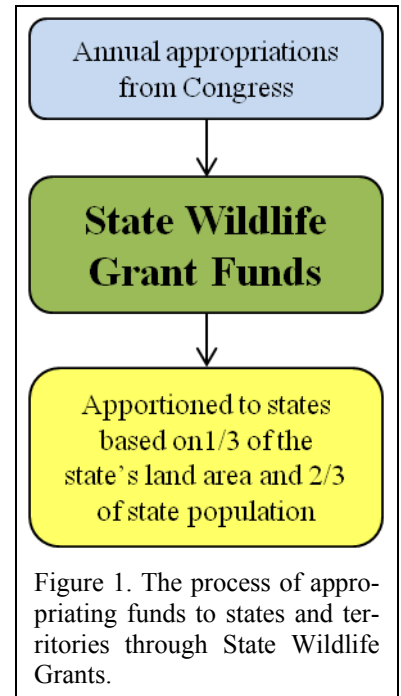 Annual appropriations
from Congress
State Wildlife
Grant Funds
Apportioned to states
based on1/3 of the
state's land area and 2/3
of state population
Figure 1. The process of appro-
priating funds to states and ter-
ritories through State Wildlife
Grants.